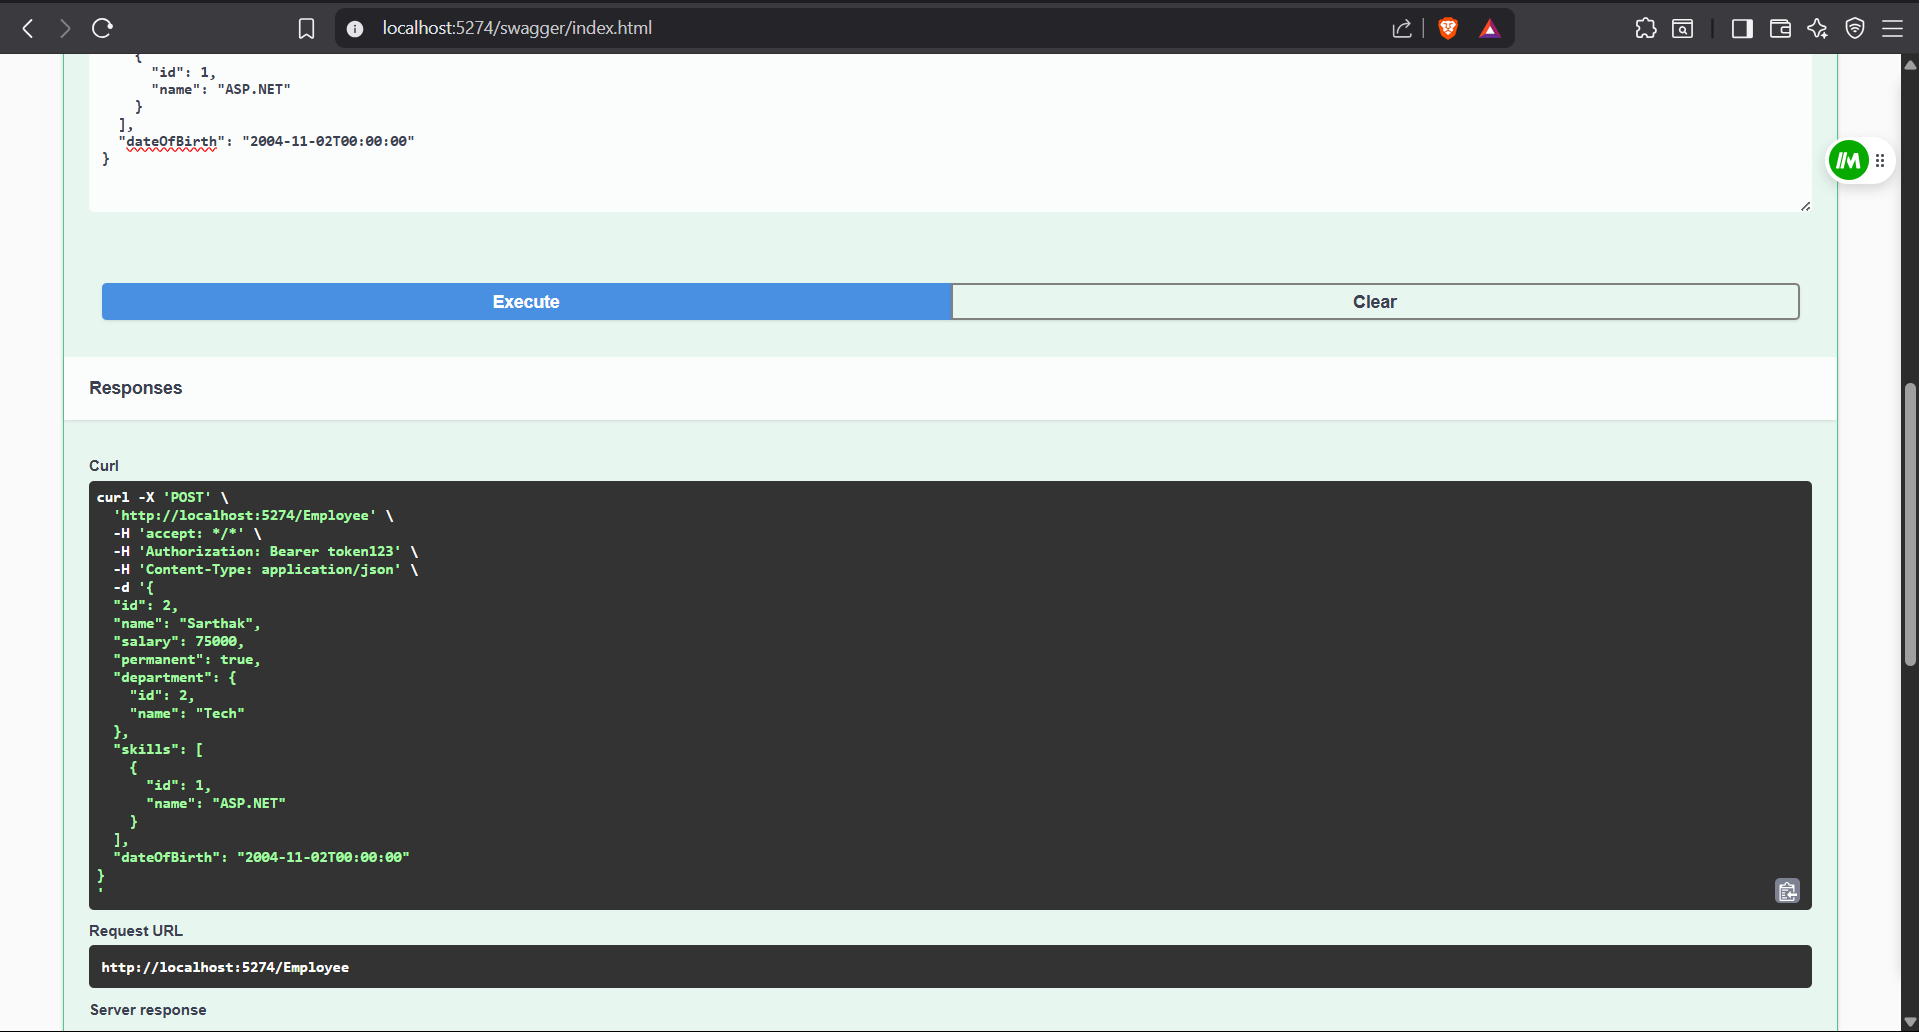 localhost:5274/swagger/index.html
{
"id": 1,
"name": "ASP.NET"
}
],
"dateOfBirth": "2004-11-02T00:00:00"
}
Execute
Clear
Responses
Curl
curl -X 'POST' \
'http://localhost:5274/Employee' \
-H 'accept: */*' \
-H 'Authorization: Bearer token123' \
-H 'Content-Type: application/json' \
-d '{
"id": 2,
"name": "Sarthak",
"salary": 75000,
"permanent": true,
"department": {
"id": 2,
"name": "Tech"
},
"skills": [
{
"id": 1,
"name": "ASP.NET"
}
],
"dateOfBirth": "2004-11-02T00:00:00"
}
'
Request URL
http://localhost:5274/Employee
Server response